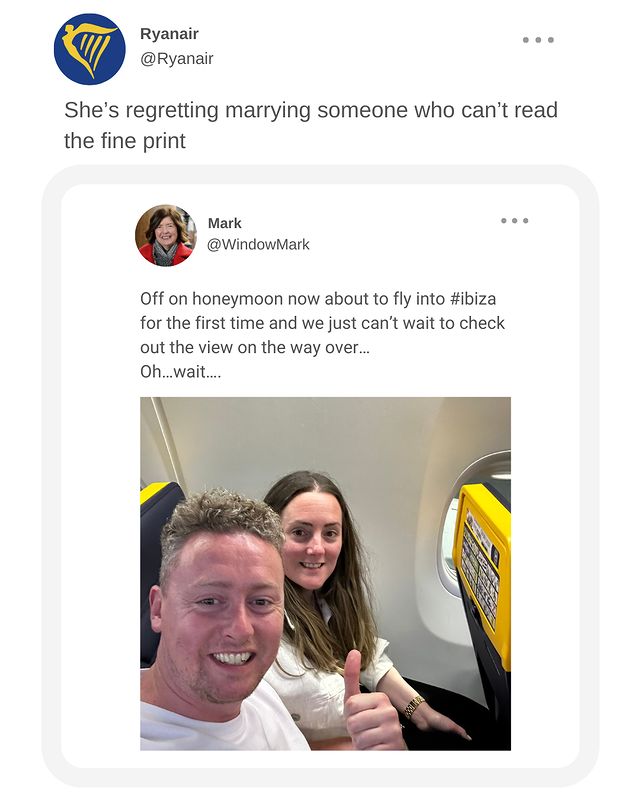 Ryanair
@Ryanair
She’s regretting marrying someone who can’t read
the fine print
Mark
@WindowMark
Off on honeymoon now about to fly into #ibiza
for the first time and we just can’t wait to check
out the view on the way over…
Oh…wait….